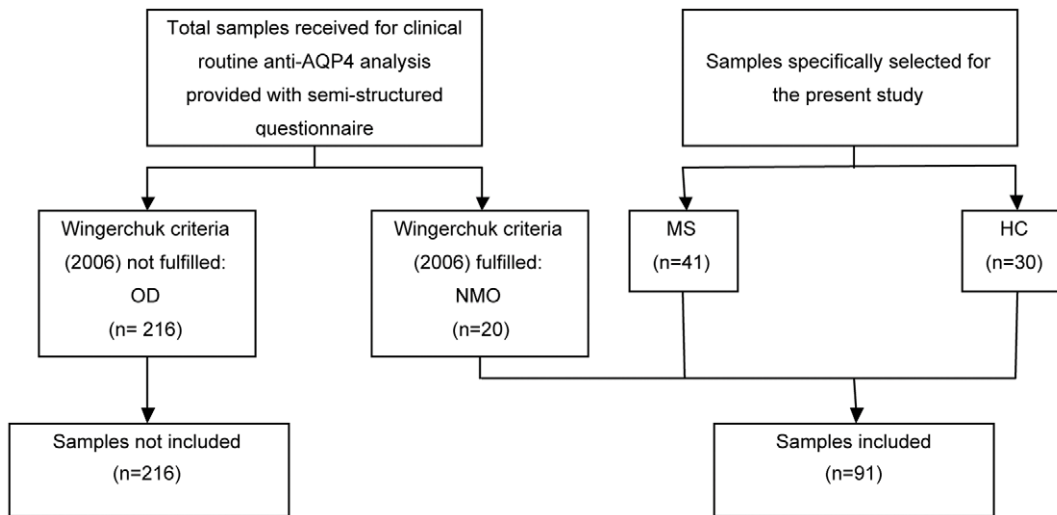 Total samples received for clinical
routine anti-AQP4 analysis
provided with semi-structured
questionnaire
Samples specifically selected for
the present study
Wingerchuk criteria
(2006) not fulfilled:
OD
(n= 216)
Wingerchuk criteria
(2006) fulfilled:
NMO
(n=20)
MS
(n=41)
HC
(n=30)
Samples not included
(n=216)
Samples included
(n=91)